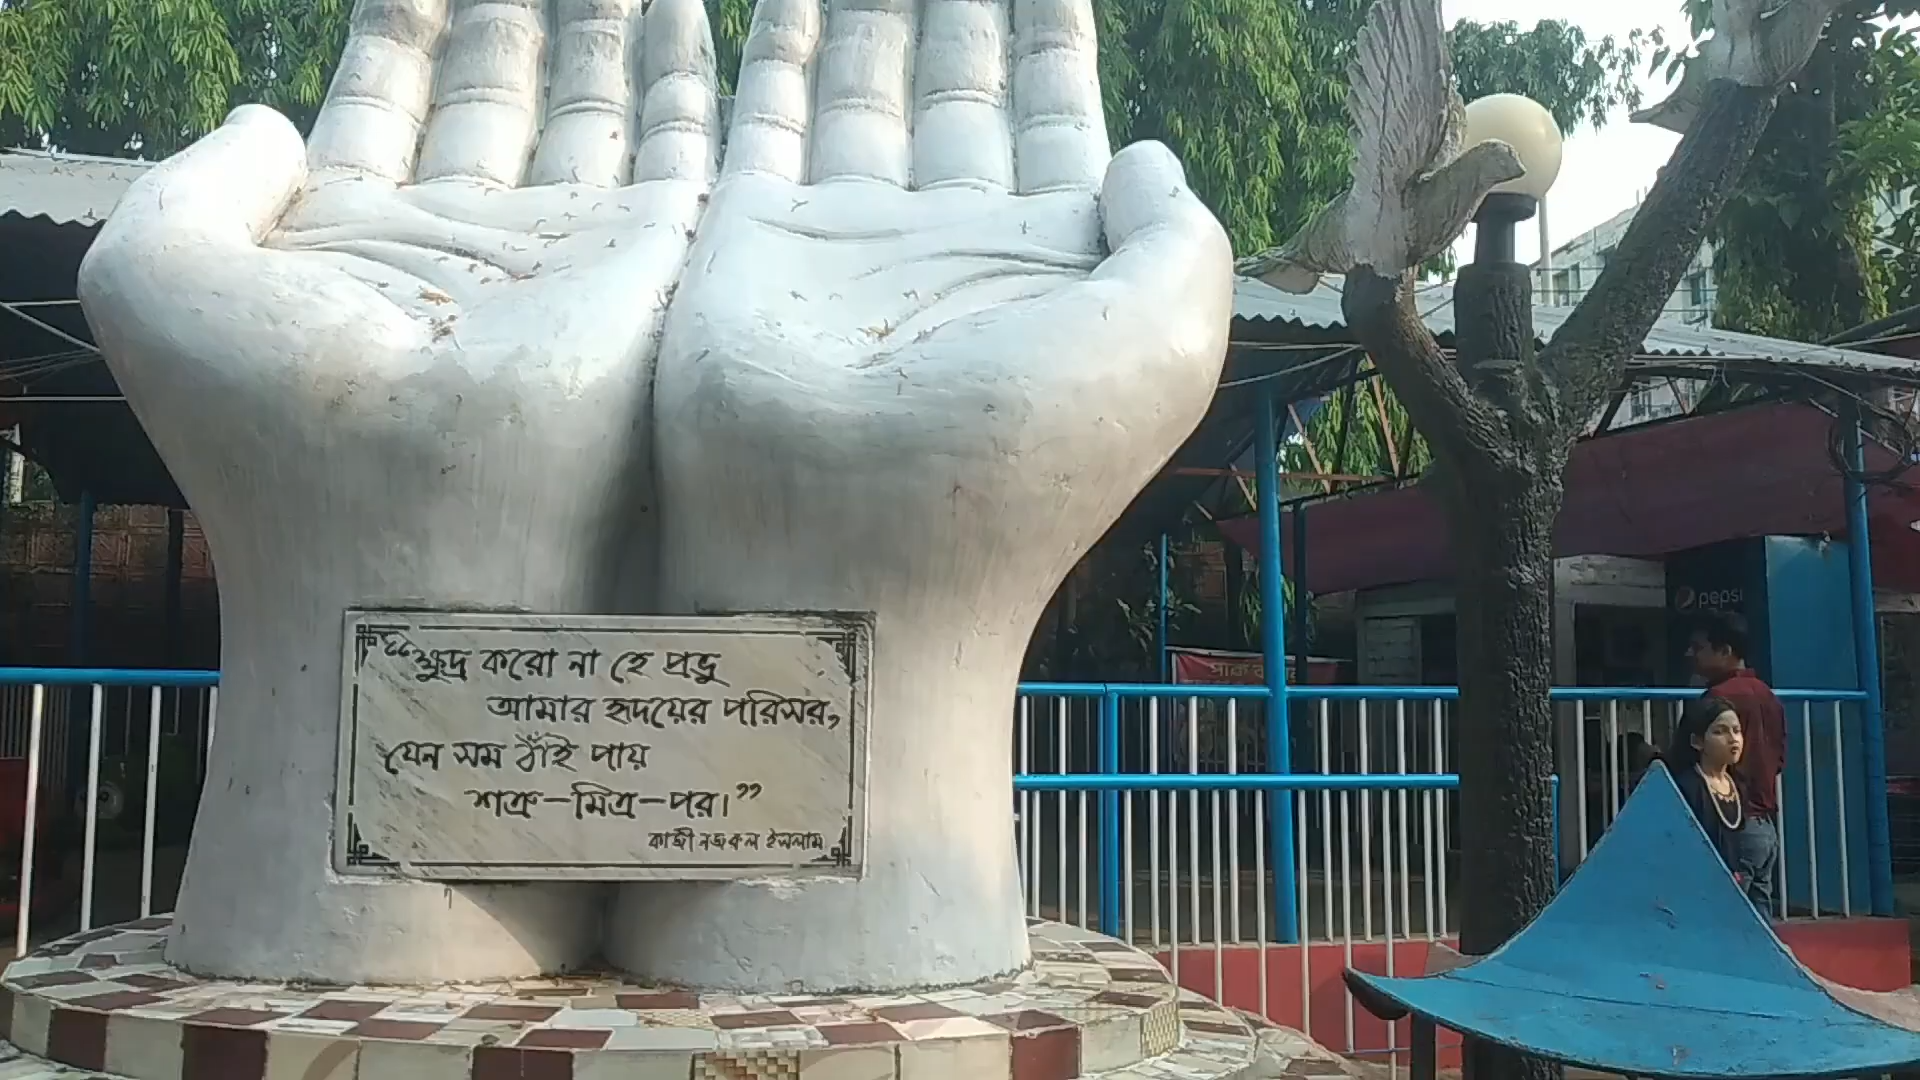 “ক্ষুদ্র করো না হে প্রভু
আমার হৃদয়ের পরিসর,
যেন সম ঠাঁই পায়
শত্রু-মিত্র-পর।”
কাজী নজরুল ইসলাম
pepsi